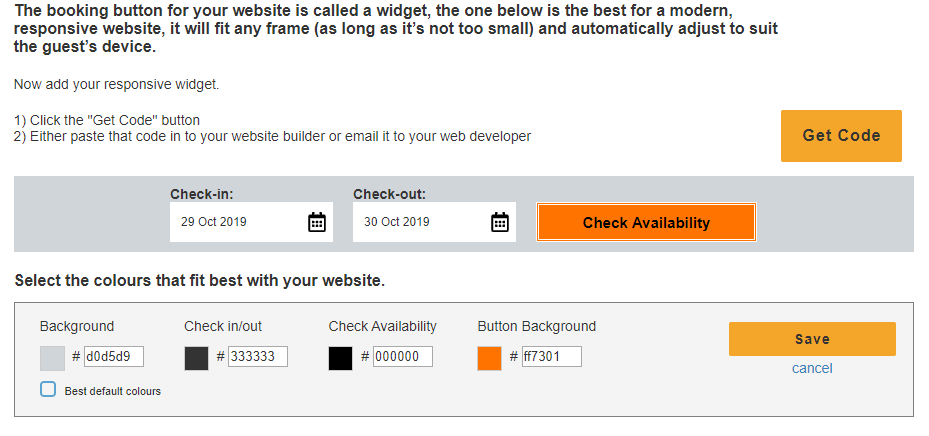 The booking button for your website is called a widget, the one below is the best for a modern,
responsive website, it will fit any frame (as long as it’s not too small) and automatically adjust to suit
the guest’s device.
Now add your responsive widget.
1) Click the "Get Code" button
2) Either paste that code in to your website builder or email it to your web developer
Get Code
Check-in:
Check-out:
29 Oct 2019
30 Oct 2019
Check Availability
Select the colours that fit best with your website.
Background
Check in/out
Check Availability
Button Background
# d0d5d9
# 333333
# 000000
# ff7301
Save
cancel
Best default colours